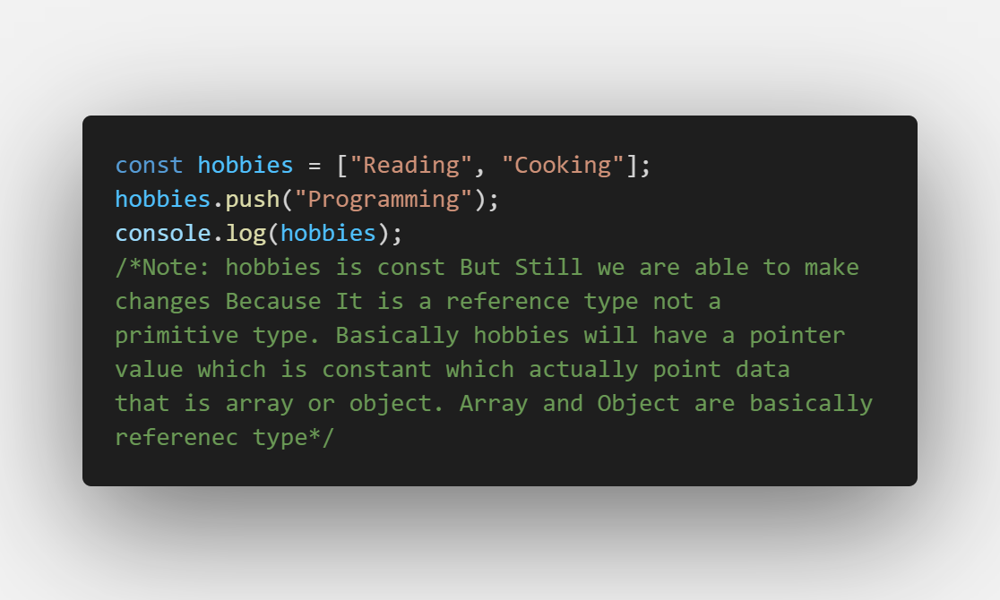 const hobbies = ["Reading", "Cooking"];
hobbies.push("Programming");
console.log(hobbies);
/*Note: hobbies is const But Still we are able to make
changes Because It is a reference type not a
primitive type. Basically hobbies will have a pointer
value which is constant which actually point data
that is array or object. Array and Object are basically
referenec type*/